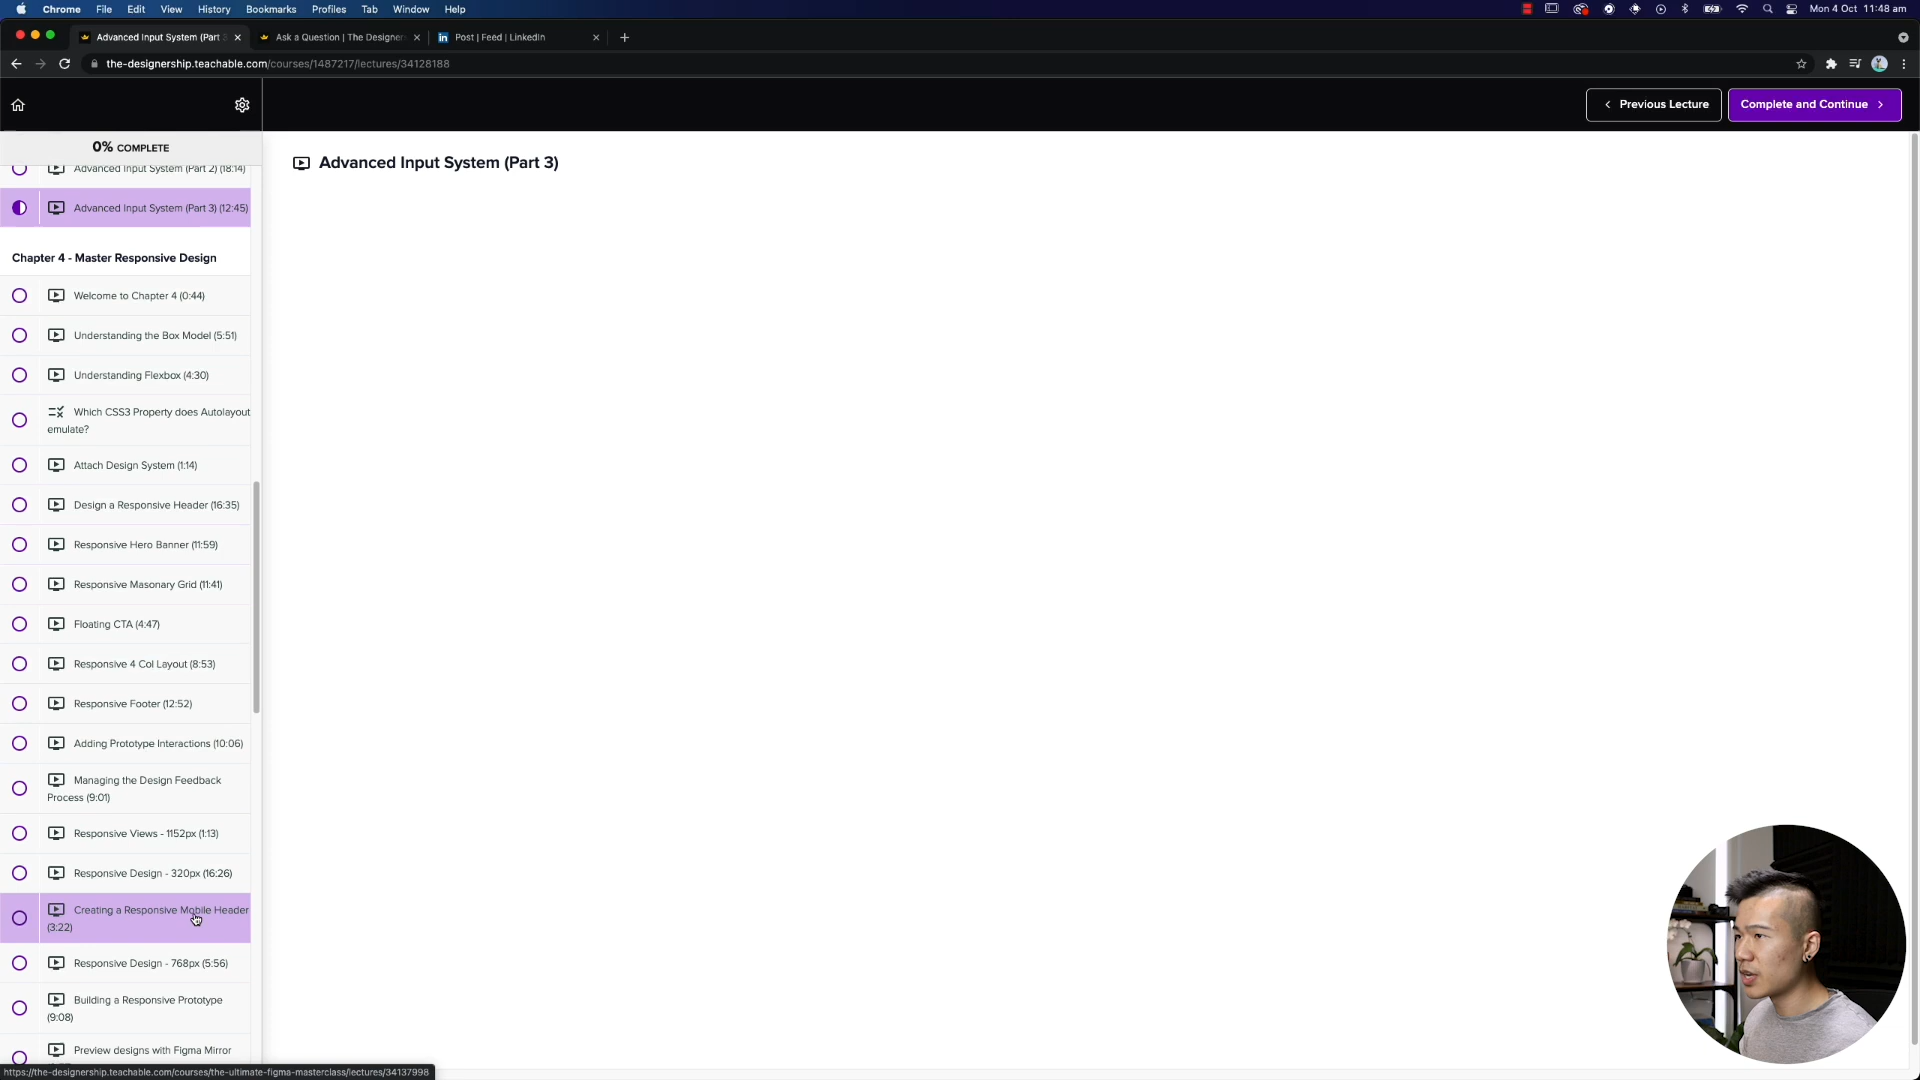 Chrome File Edit View History Bookmarks Profiles Tab Window Help
Mon 4 Oct 11:48 am
Advanced Input System (Part 3
Ask a Question | The Designer
in Post | Feed | LinkedIn
the-designership.teachable.com/courses/1487217/lectures/34128188
Previous Lecture
Complete and Continue
0% COMPLETE
Advanced Input System (Part 2) (18:14)
Advanced Input System (Part 3) (12:45)
Chapter 4 - Master Responsive Design
Welcome to Chapter 4 (0:44)
Understanding the Box Model (5:51)
Understanding Flexbox (4:30)
Which CSS3 Property does Autolayout
emulate?
Attach Design System (1:14)
Design a Responsive Header (16:35)
Responsive Hero Banner (11:59)
Responsive Masonary Grid (11:41)
Floating CTA (4:47)
Responsive 4 Col Layout (8:53)
Responsive Footer (12:52)
Adding Prototype Interactions (10:06)
Managing the Design Feedback
Process (9:01)
Responsive Views - 1152px (1:13)
Responsive Design - 320px (16:26)
Creating a Responsive Mobile Header
(3:22)
Responsive Design - 768px (5:56)
Building a Responsive Prototype
(9:08)
Preview designs with Figma Mirror
https://the-designership.teachable.com/courses/the-ultimate-figma-masterclass/lectures/34137998
Advanced Input System (Part 3)